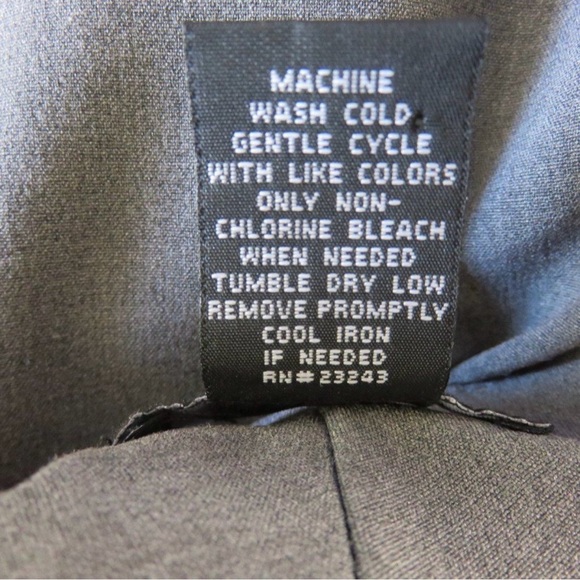 MACHINE
WASH COLD
GENTLE CYCLE
WITH LIKE COLORS
ONLY NON-
CHLORINE BLEACH
WHEN NEEDED
TUMBLE DRY LOW
REMOVE PROMPTLY
COOL IRON
IF NEEDED
RN#23243